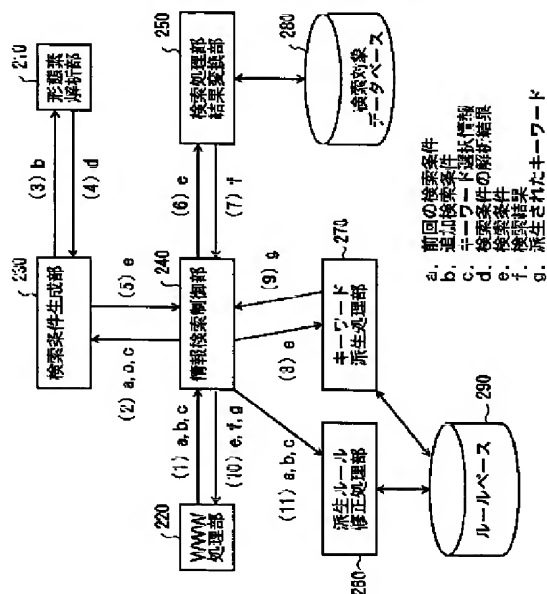 210
形態素
解析部
(3) b
(4) d
230
検索条件生成部
250
検索処理部
結果変換部
280
検索対象
データベース
(2) a, b, c
(5) e
(6) e
(7) f
240
情報検索制御部
220
WWW
処理部
(1) a, b, c
(10) e, f, g
(8) e
(9) g
270
キーワード
派生処理部
(11) a, b, c
派生ルール
修正処理部
260
290
ルールベース
a. 前回の検索条件
b. 追加検索条件
c. キーワード選択情報
d. 検索条件の解析結果
e. 検索条件
f. 検索結果
g. 派生されたキーワード